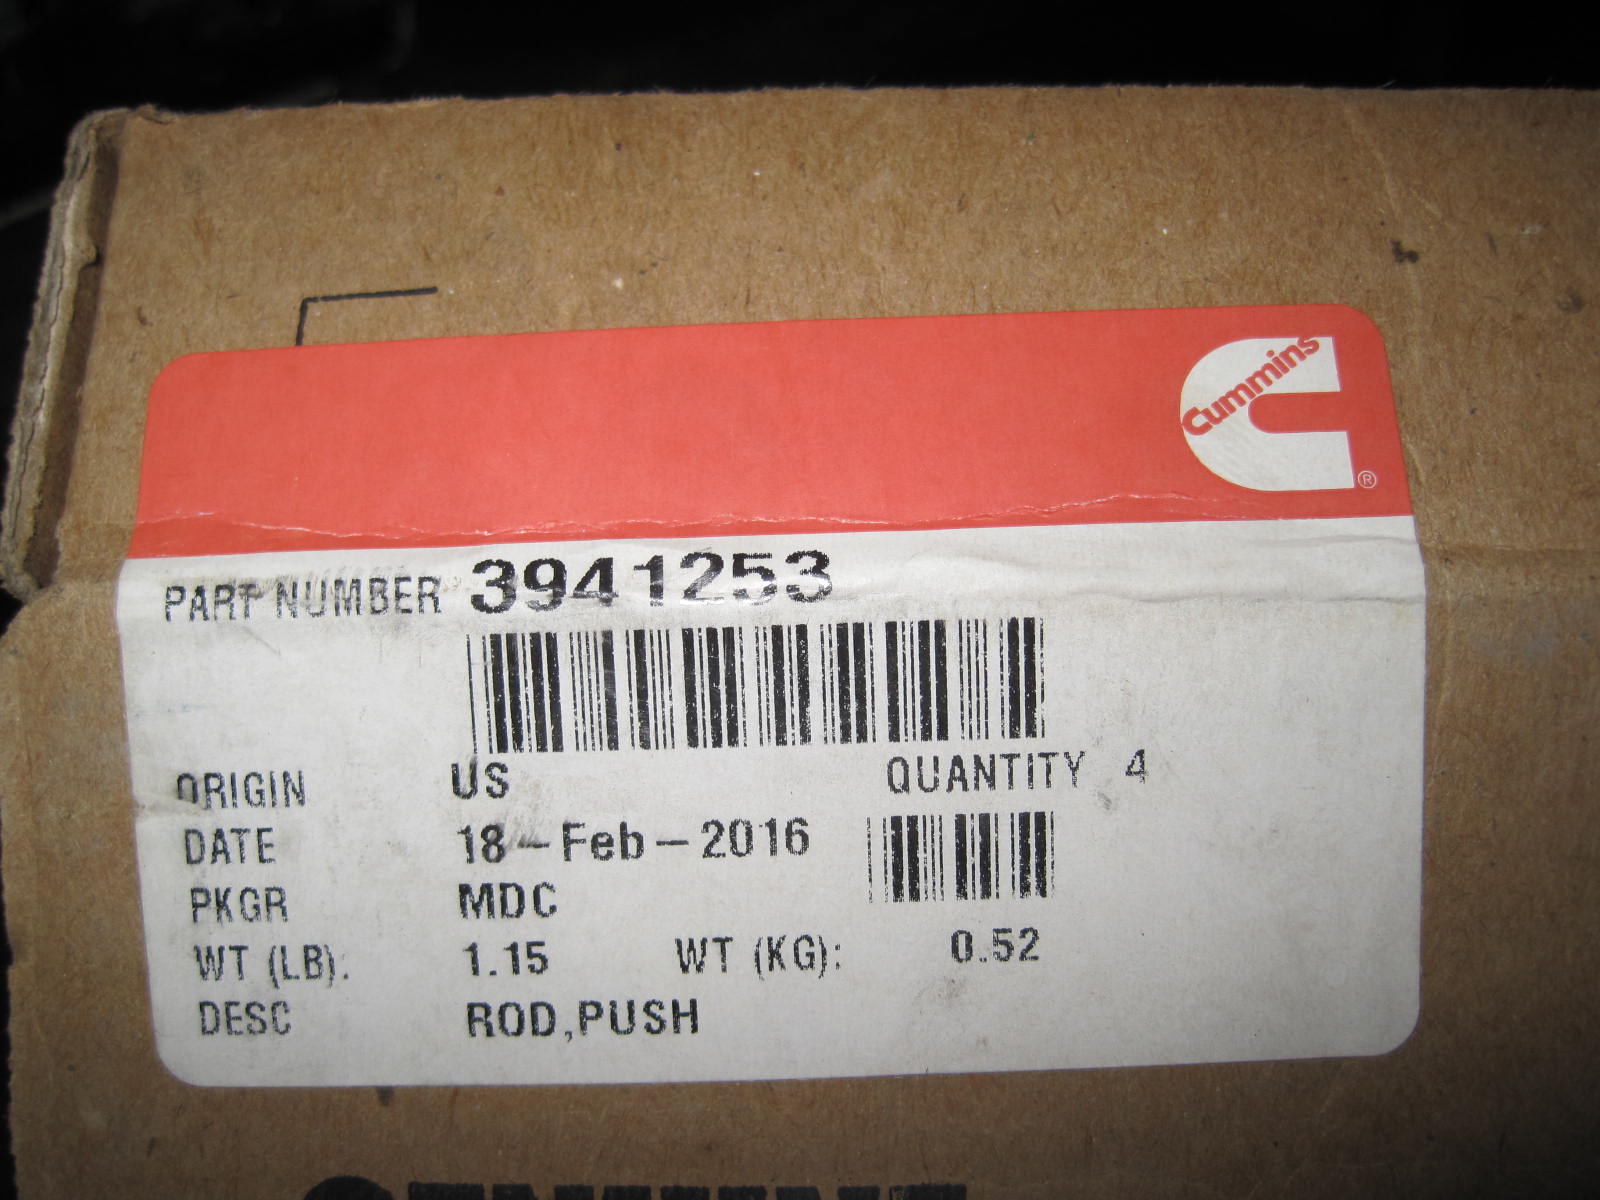 Cummins
®
PART NUMBER 3941253
ORIGIN US QUANTITY 4
DATE 18-Feb-2016
PKGR MDC
WT (LB): 1.15 WT (KG): 0.52
DESC ROD,PUSH